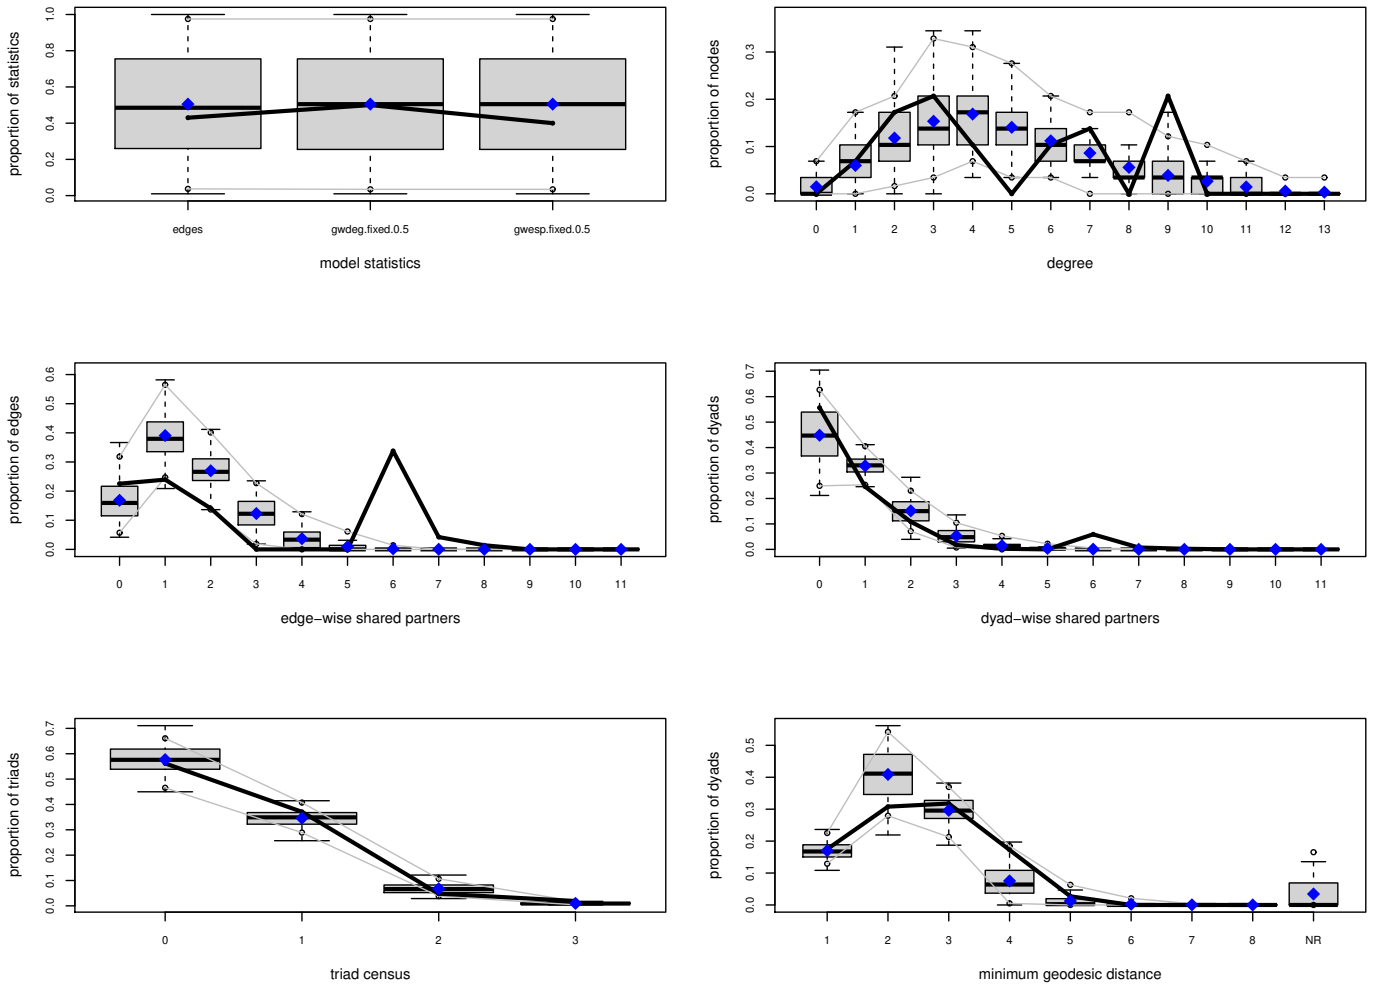 proportion of statistics
1.0
0.8
0.6
0.4
0.2
0.0
edges gwdeg.fixed.0.5 gwesp.fixed.0.5
model statistics
proportion of nodes
0.3
0.2
0.1
0.0
0 1 2 3 4 5 6 7 8 9 10 11 12 13
degree
proportion of edges
0.6
0.5
0.4
0.3
0.2
0.1
0.0
0 1 2 3 4 5 6 7 8 9 10 11
edge−wise shared partners
proportion of dyads
0.7
0.6
0.5
0.4
0.3
0.2
0.1
0.0
0 1 2 3 4 5 6 7 8 9 10 11
dyad−wise shared partners
proportion of triads
0.7
0.6
0.5
0.4
0.3
0.2
0.1
0.0
0 1 2 3
triad census
proportion of dyads
0.5
0.4
0.3
0.2
0.1
0.0
1 2 3 4 5 6 7 8 NR
minimum geodesic distance